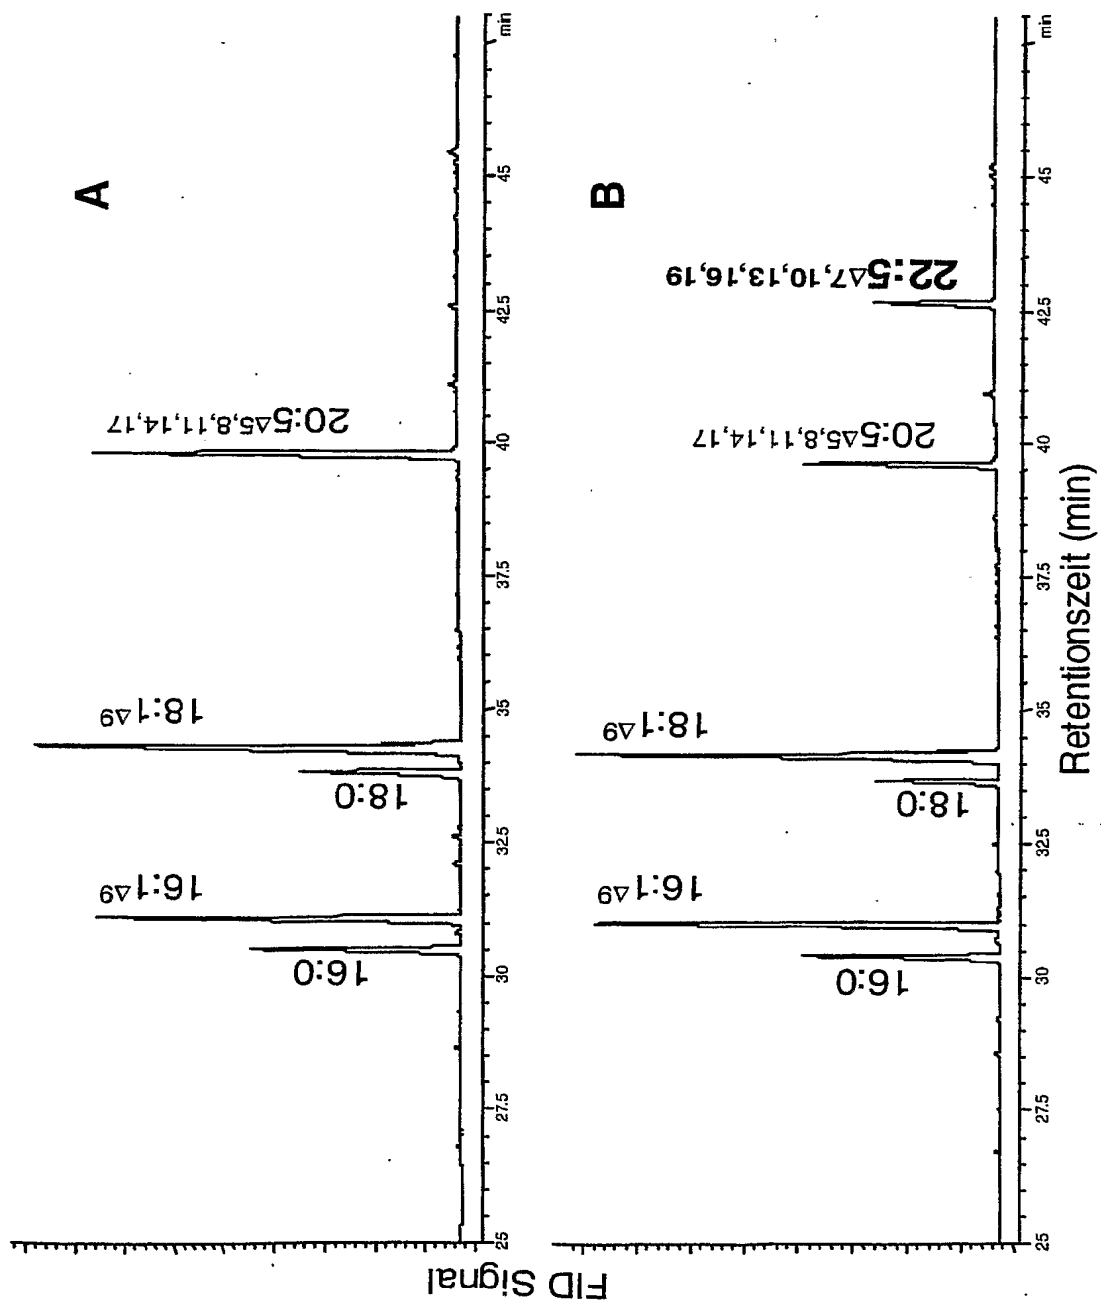 A
FID Signal
16:0
16:1Δ9
18:0
18:1Δ9
20:5Δ5,8,11,14,17
25
27.5
30
32.5
35
37.5
40
42.5
45
min
B
16:0
16:1Δ9
18:0
18:1Δ9
20:5Δ5,8,11,14,17
22:5Δ7,10,13,16,19
25
27.5
30
32.5
35
37.5
40
42.5
45
min
Retentionszeit (min)